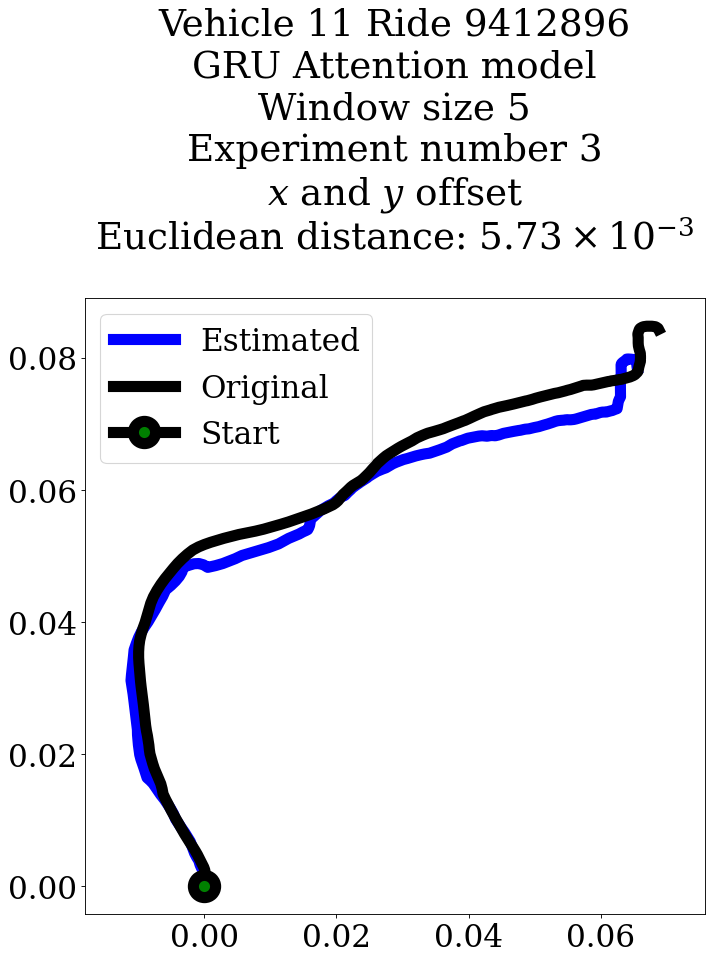 Vehicle 11 Ride 9412896
GRU Attention model
Window size 5
Experiment number 3
x and y offset
Euclidean distance: 5.73 × 10⁻³
Estimated
Original
Start
0.08
0.06
0.04
0.02
0.00
0.00 0.02 0.04 0.06